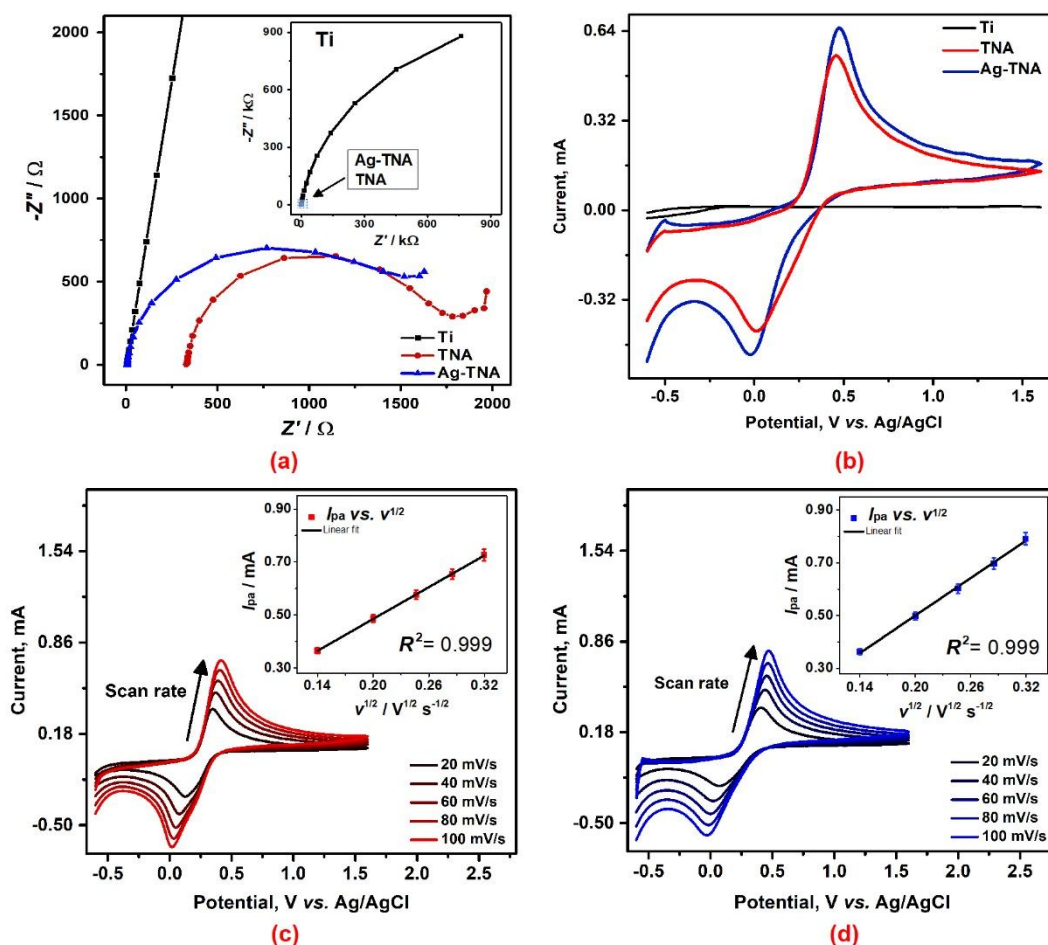 2000
1750
1500
1250
1000
750
500
250
0
-Z"/ Ω
0
500
1000
1500
2000
Z' / Ω
Ti
TNA
Ag-TNA
Ti
900
600
300
0
-Z"/ kΩ
Ag-TNA
TNA
0
300
600
900
Z' / kΩ
(a)
0.64
0.32
0.00
-0.32
Current, mA
Ti
TNA
Ag-TNA
-0.5
0.0
0.5
1.0
1.5
Potential, V vs. Ag/AgCl
(b)
1.54
0.86
0.18
-0.50
Current, mA
Scan rate
0.90
0.70
0.50
0.30
Ipa / mA
Ipa vs. v1/2
Linear fit
R2= 0.999
0.14
0.20
0.26
0.32
v1/2 / V1/2 s-1/2
20 mV/s
40 mV/s
60 mV/s
80 mV/s
100 mV/s
-0.5
0.0
0.5
1.0
1.5
2.0
2.5
Potential, V vs. Ag/AgCl
(c)
1.54
0.86
0.18
-0.50
Current, mA
Scan rate
0.90
0.70
0.50
0.30
Ipa / mA
Ipa vs. v1/2
Linear fit
R2= 0.999
0.14
0.20
0.26
0.32
v1/2 / V1/2 s-1/2
20 mV/s
40 mV/s
60 mV/s
80 mV/s
100 mV/s
-0.5
0.0
0.5
1.0
1.5
2.0
2.5
Potential, V vs. Ag/AgCl
(d)